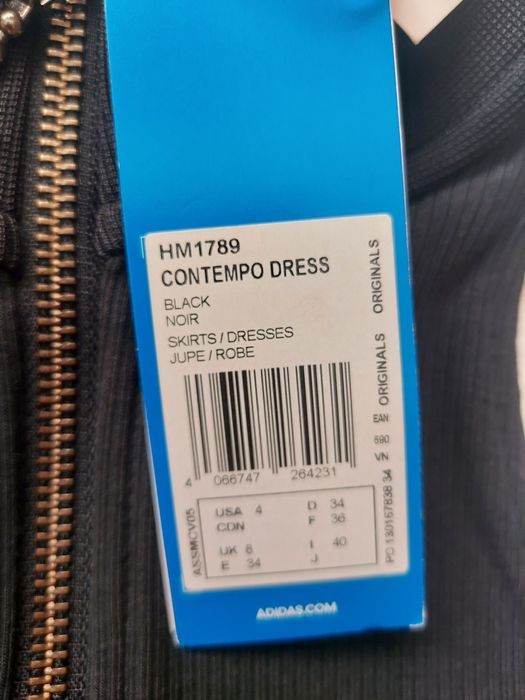 HM1789
CONTEMPO DRESS
BLACK
NOIR
SKIRTS / DRESSES
JUPE / ROBE
4 066747 264231
USA 4 D 34
CDN F 36
UK 8 I 40
E 34 J
ASSMCV05
ORIGINALS ORIGINALS
EAN 690 VN
PO 130157838 34
ADIDAS.COM